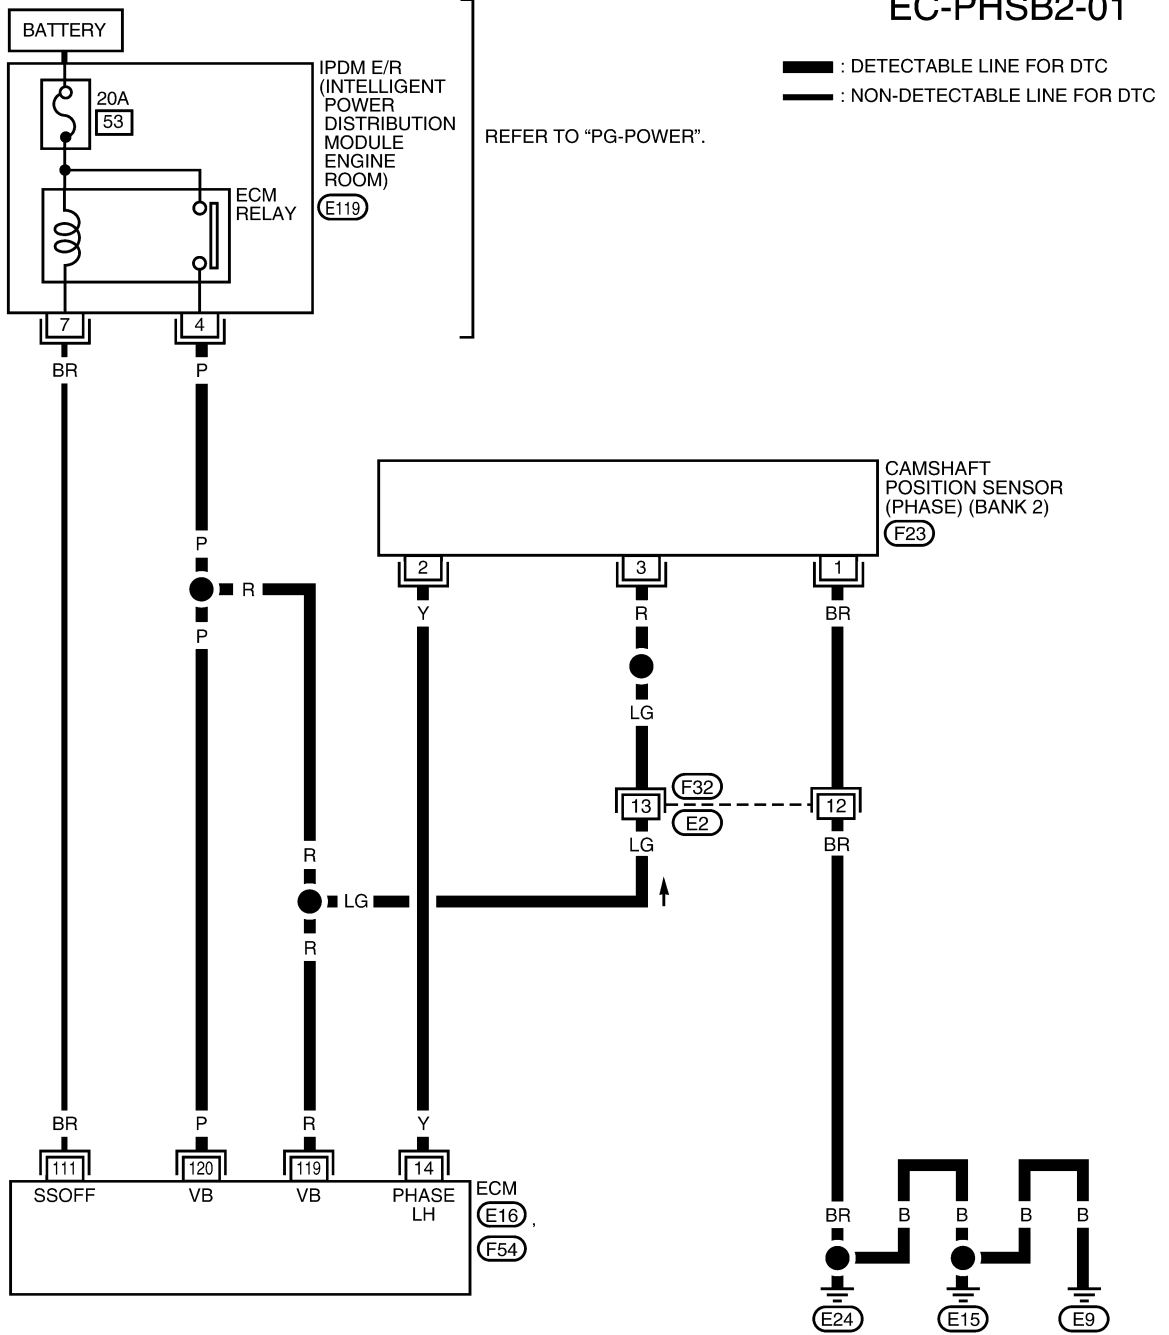 EC-PHSB2-01
BATTERY
: DETECTABLE LINE FOR DTC
: NON-DETECTABLE LINE FOR DTC
20A
53
IPDM E/R
(INTELLIGENT
POWER
DISTRIBUTION
MODULE
ENGINE
ROOM)
E119
REFER TO “PG-POWER”.
ECM
RELAY
7 4
BR P
CAMSHAFT
POSITION SENSOR
(PHASE) (BANK 2)
F23
P
2 3 1
R
Y R BR
P
LG
F32
13 12
E2
LG BR
R
LG
R
BR P R Y
111 120 119 14
SSOFF VB VB PHASE
LH
ECM
E16 ,
F54
BR B B B B
E24 E15 E9